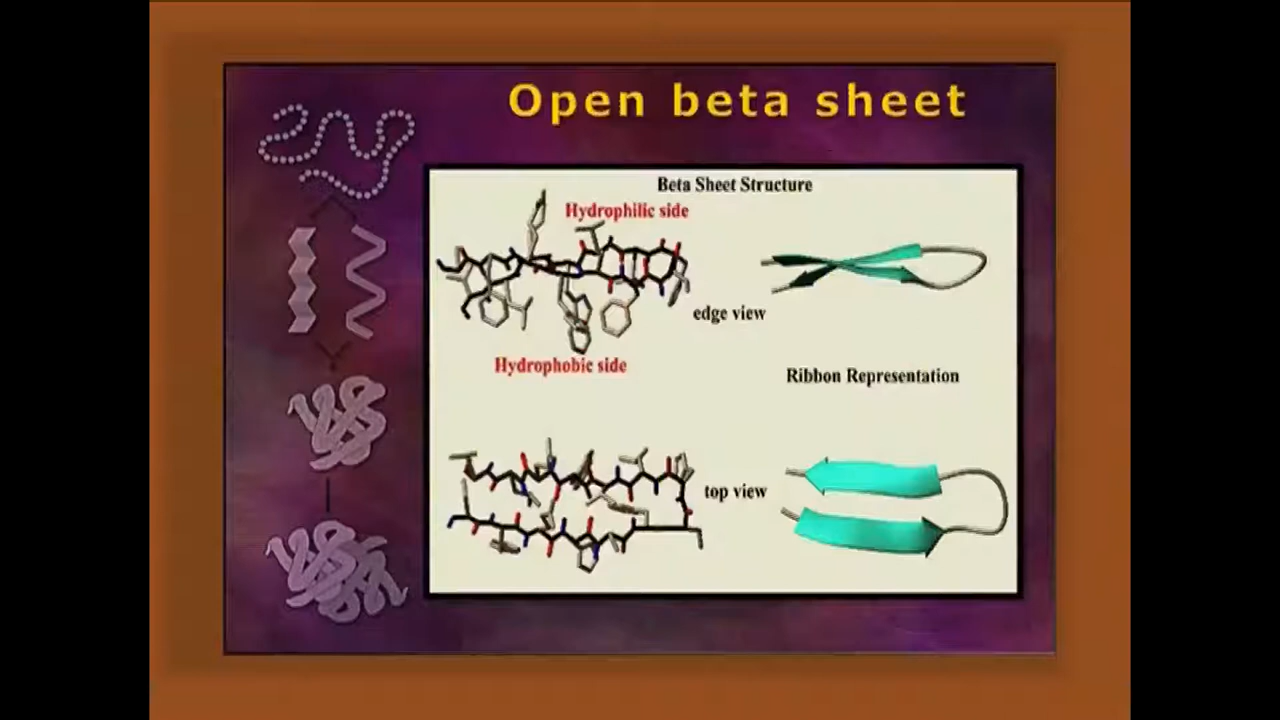 Open beta sheet
Beta Sheet Structure
Hydrophilic side
edge view
Hydrophobic side
Ribbon Representation
top view